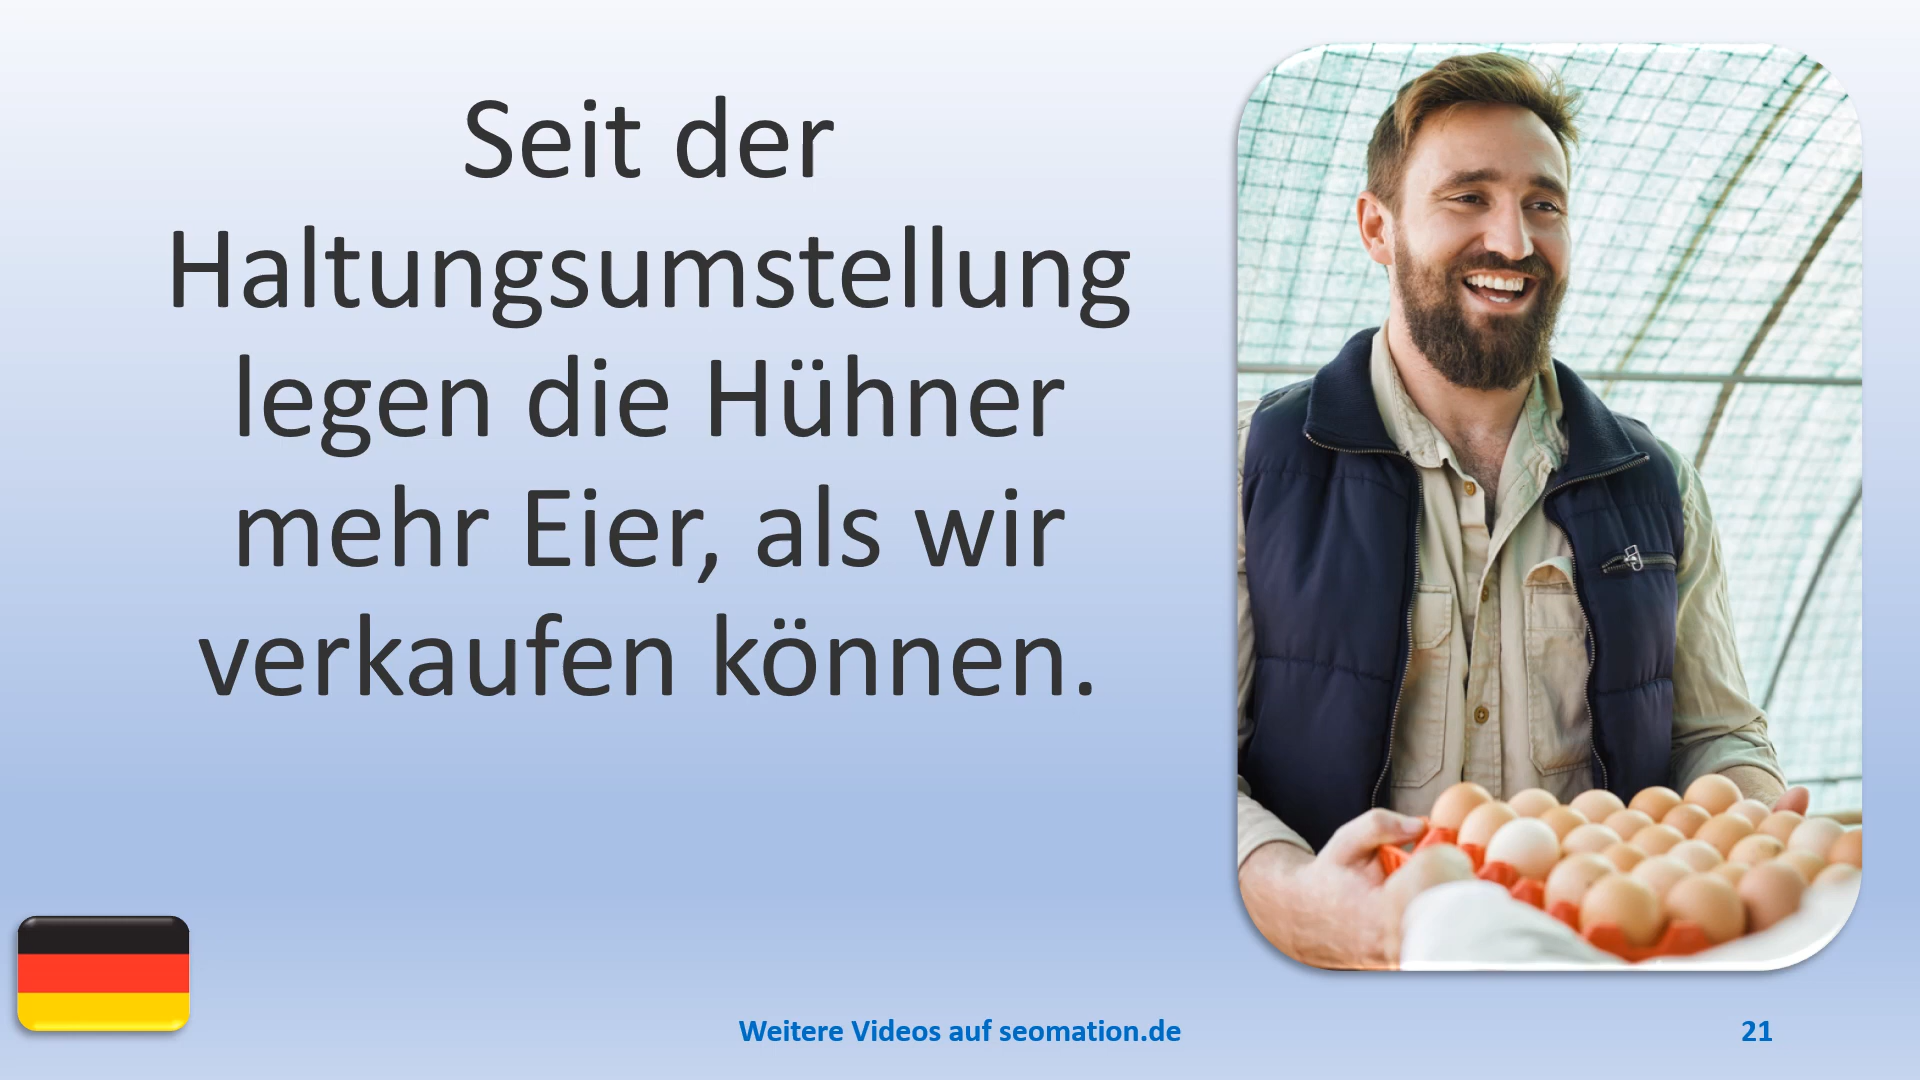 Seit der
Haltungsumstellung
legen die Hühner
mehr Eier, als wir
verkaufen können.
Weitere Videos auf seomation.de
21